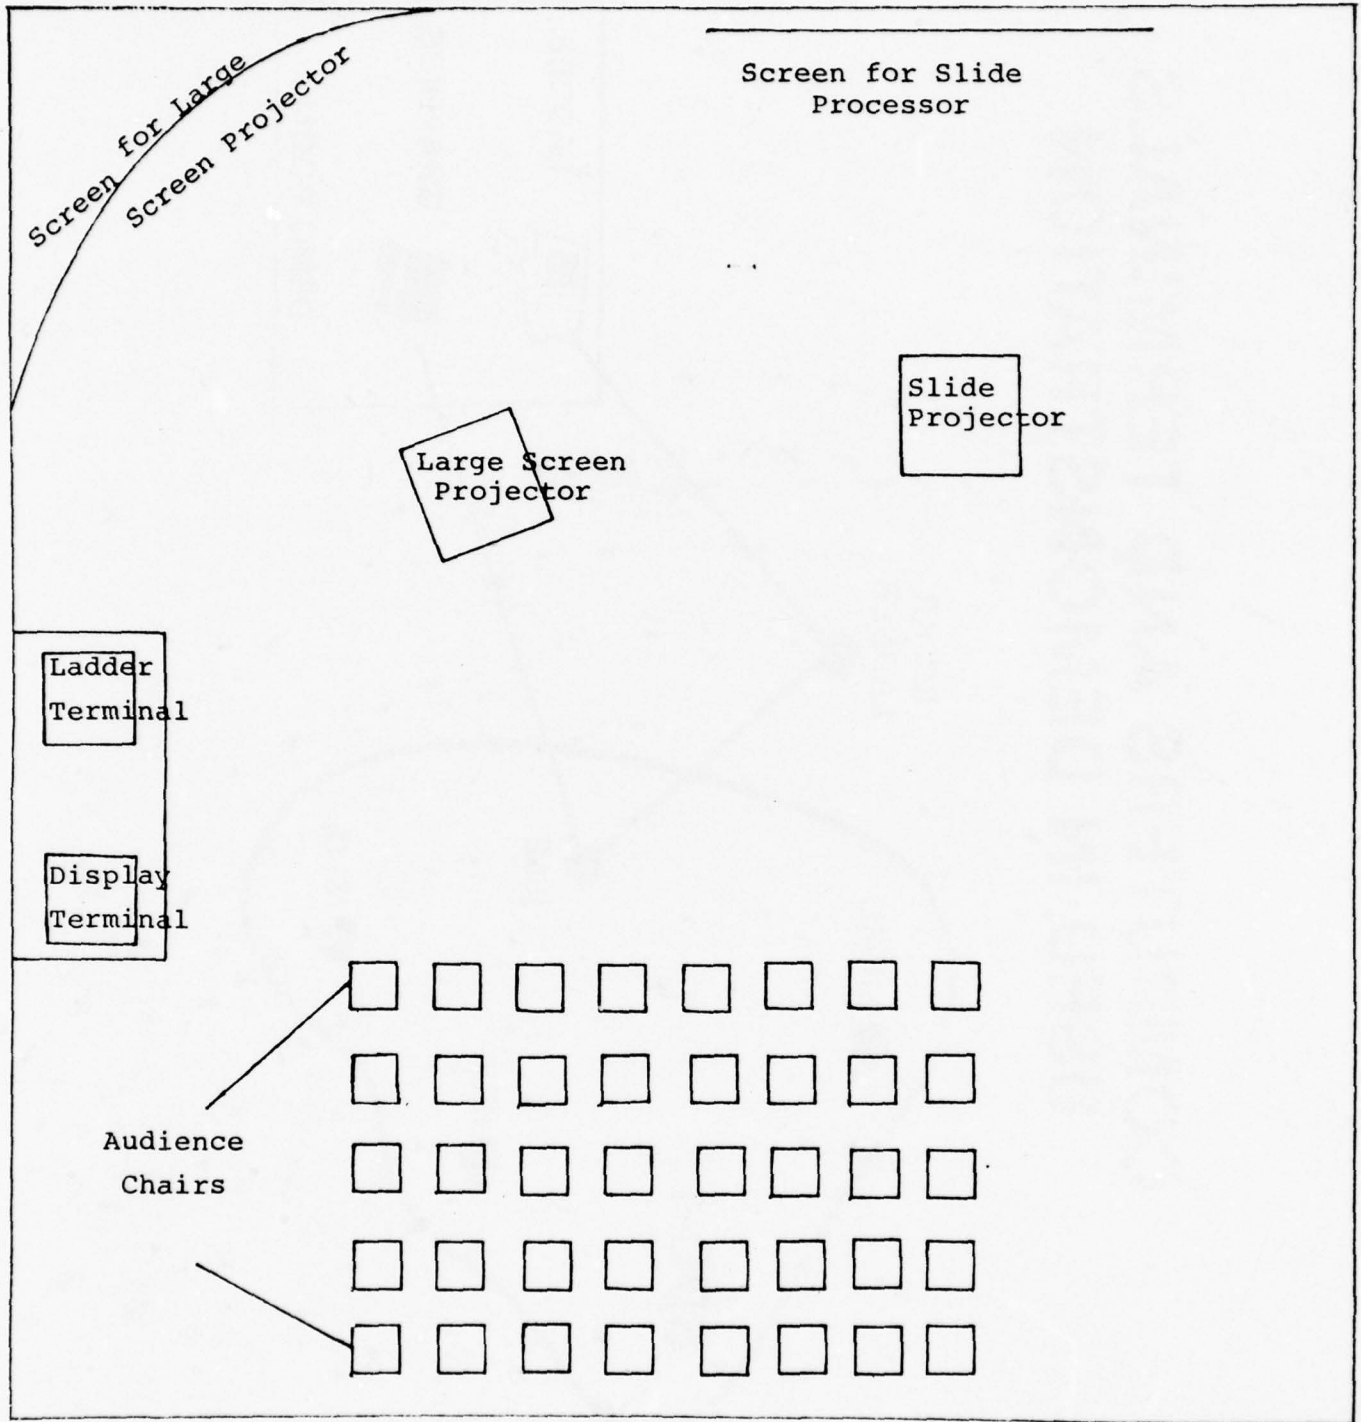 Screen for Large
Screen Projector
Screen for Slide
Processor
Slide
Projector
Large Screen
Projector
Ladder
Terminal
Display
Terminal
Audience
Chairs